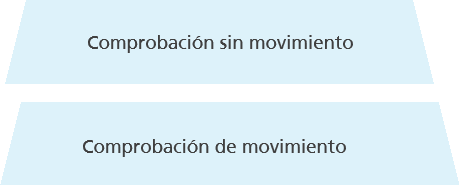 Comprobación sin movimiento
Comprobación de movimiento